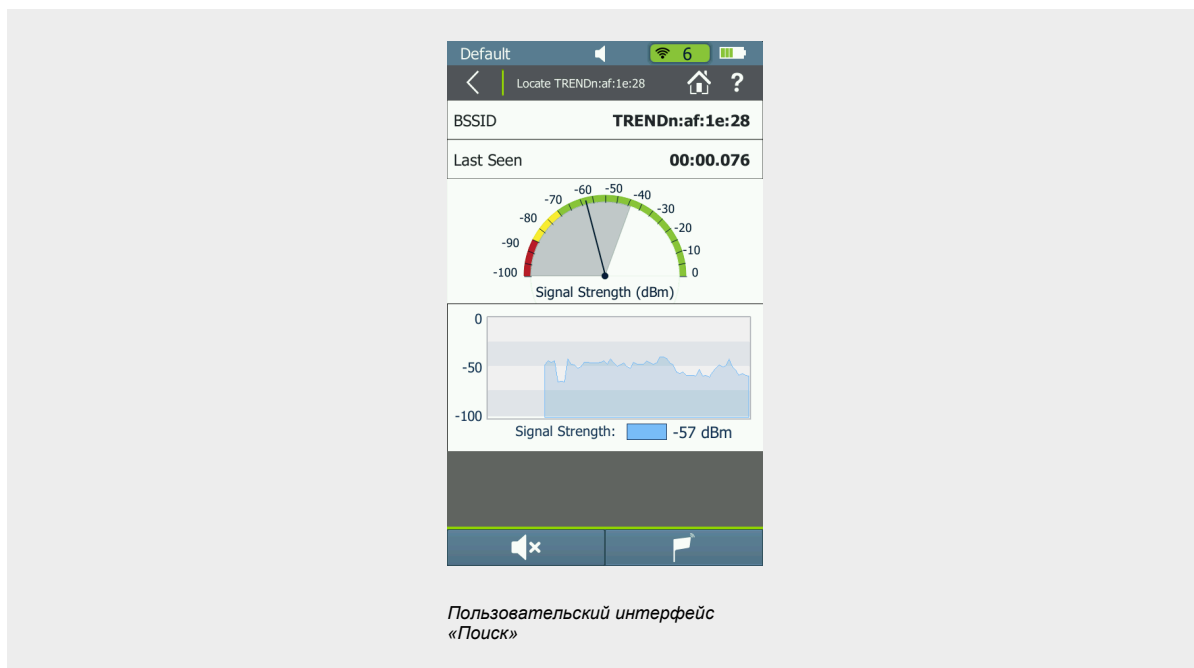 Default 6
Locate TRENDn:af:1e:28 ?
BSSID TRENDn:af:1e:28
Last Seen 00:00.076
-100 -90 -80 -70 -60 -50 -40 -30 -20 -10 0
Signal Strength (dBm)
0
-50
-100
Signal Strength: -57 dBm
Пользовательский интерфейс
«Поиск»